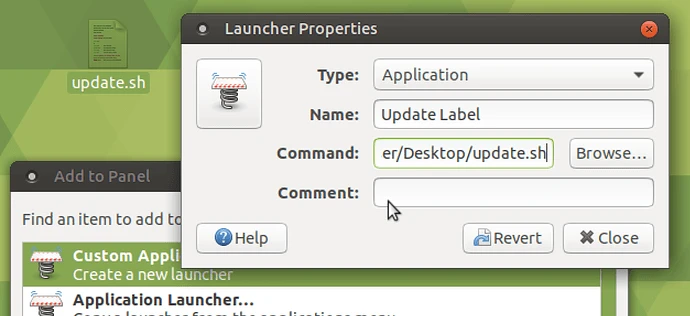 Launcher Properties
update.sh
Type: Application
Name: Update Label
Command: er/Desktop/update.sh Browse...
Comment:
Help Revert Close
Add to Panel
Find an item to add to
Custom Appli
Create a new launcher
Application Launcher...